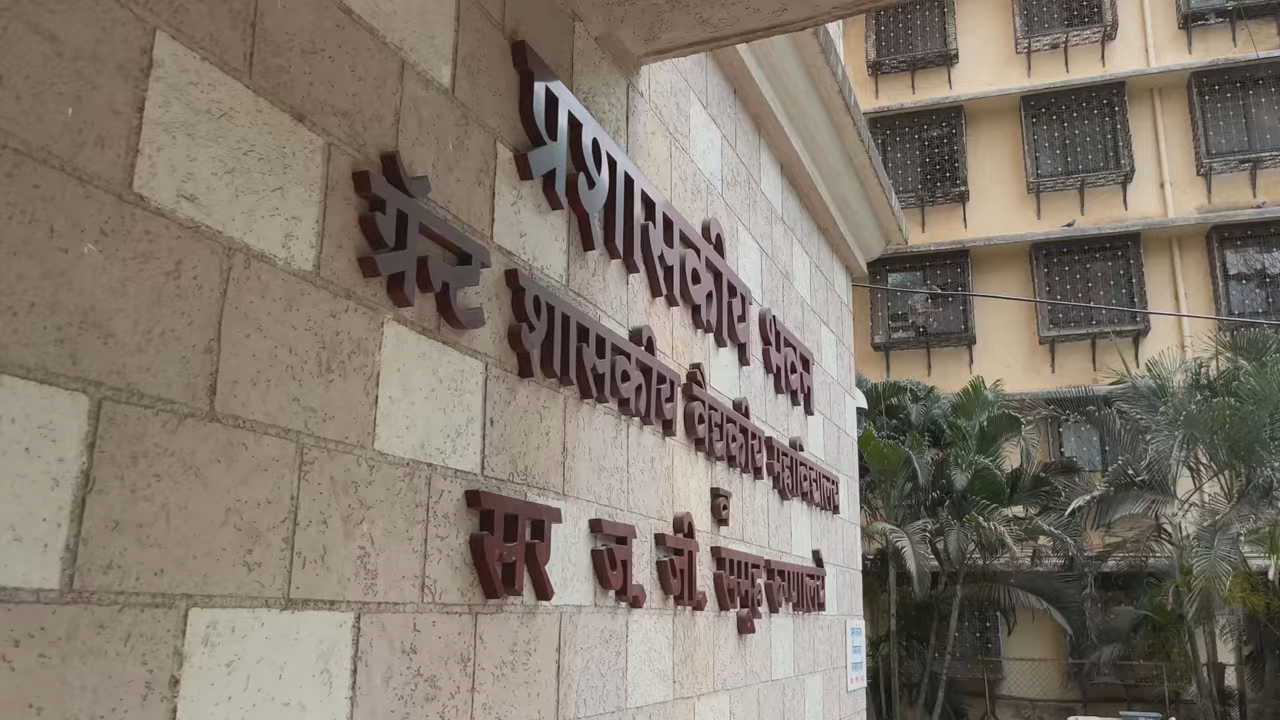 प्रशासकीय भवन
ग्रॅन्ट शासकीय वैद्यकीय महाविद्यालय
व
सर ज. जी. समूह रुग्णालये